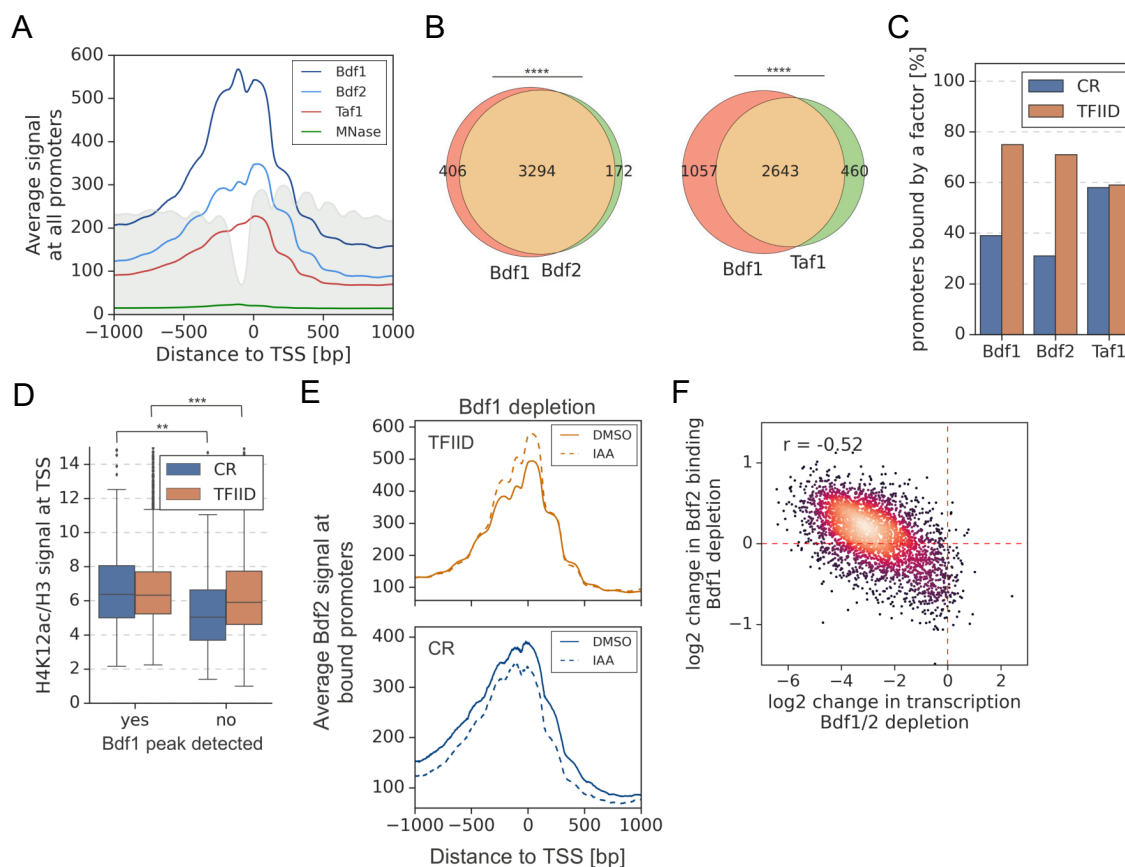 A
Average signal
at all promoters
600
500
400
300
200
100
0
Bdf1
Bdf2
Taf1
MNase
−1000
−500
0
500
1000
Distance to TSS [bp]
B
****
406
3294
172
Bdf1
Bdf2
****
1057
2643
460
Bdf1
Taf1
C
promoters bound by a factor [%]
100
80
60
40
20
0
CR
TFIID
Bdf1
Bdf2
Taf1
D
***
**
H4K12ac/H3 signal at TSS
14
12
10
8
6
4
2
0
CR
TFIID
yes
no
Bdf1 peak detected
E
Bdf1 depletion
Average Bdf2 signal at
bound promoters
TFIID
600
500
400
300
200
100
DMSO
IAA
CR
400
300
200
100
DMSO
IAA
-1000
-500
0
500
1000
Distance to TSS [bp]
F
r = -0.52
log2 change in Bdf2 binding
Bdf1 depletion
1
0
−1
−6
−4
−2
0
2
log2 change in transcription
Bdf1/2 depletion